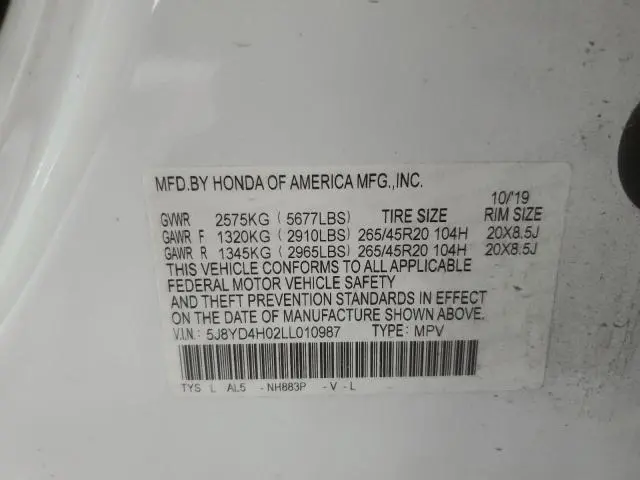 MFD.BY HONDA OF AMERICA MFG.,INC.
10/'19
GVWR 2575KG ( 5677LBS) TIRE SIZE RIM SIZE
GAWR F 1320KG ( 2910LBS) 265/45R20 104H 20X8.5J
GAWR R 1345KG ( 2965LBS) 265/45R20 104H 20X8.5J
THIS VEHICLE CONFORMS TO ALL APPLICABLE
FEDERAL MOTOR VEHICLE SAFETY
AND THEFT PREVENTION STANDARDS IN EFFECT
ON THE DATE OF MANUFACTURE SHOWN ABOVE.
V.I.N.: 5J8YD4H02LL010987 TYPE: MPV
TYS L AL5 -NH883P -V -L